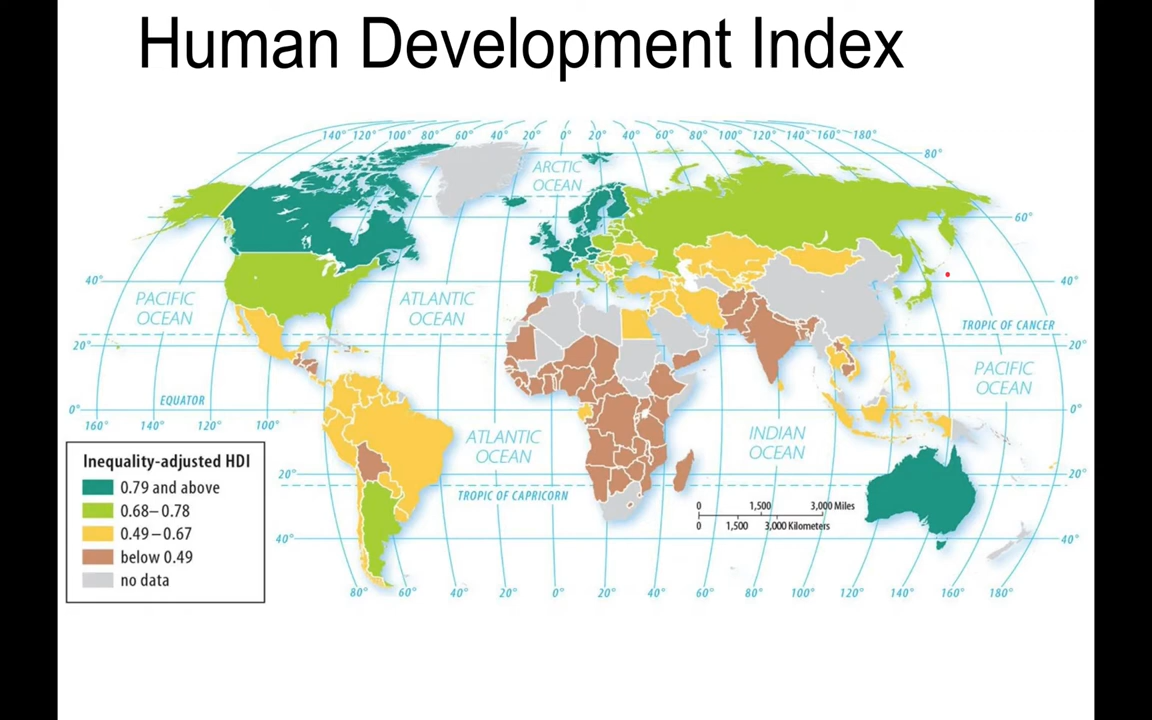 Human Development Index
140° 120° 100° 80° 60° 40° 20° 0° 20° 40° 60° 80° 100° 120° 140° 160° 180°
80°
ARCTIC
OCEAN
60°
40°
40°
PACIFIC
OCEAN
ATLANTIC
OCEAN
TROPIC OF CANCER
20°
20°
PACIFIC
OCEAN
EQUATOR
0°
0°
160° 140° 120° 100°
ATLANTIC
OCEAN
INDIAN
OCEAN
20°
20°
TROPIC OF CAPRICORN
0 1,500 3,000 Miles
0 1,500 3,000 Kilometers
40°
40°
80° 60° 40° 20° 0° 20° 40° 60° 80° 100° 120° 140° 160° 180°
Inequality-adjusted HDI
0.79 and above
0.68–0.78
0.49–0.67
below 0.49
no data